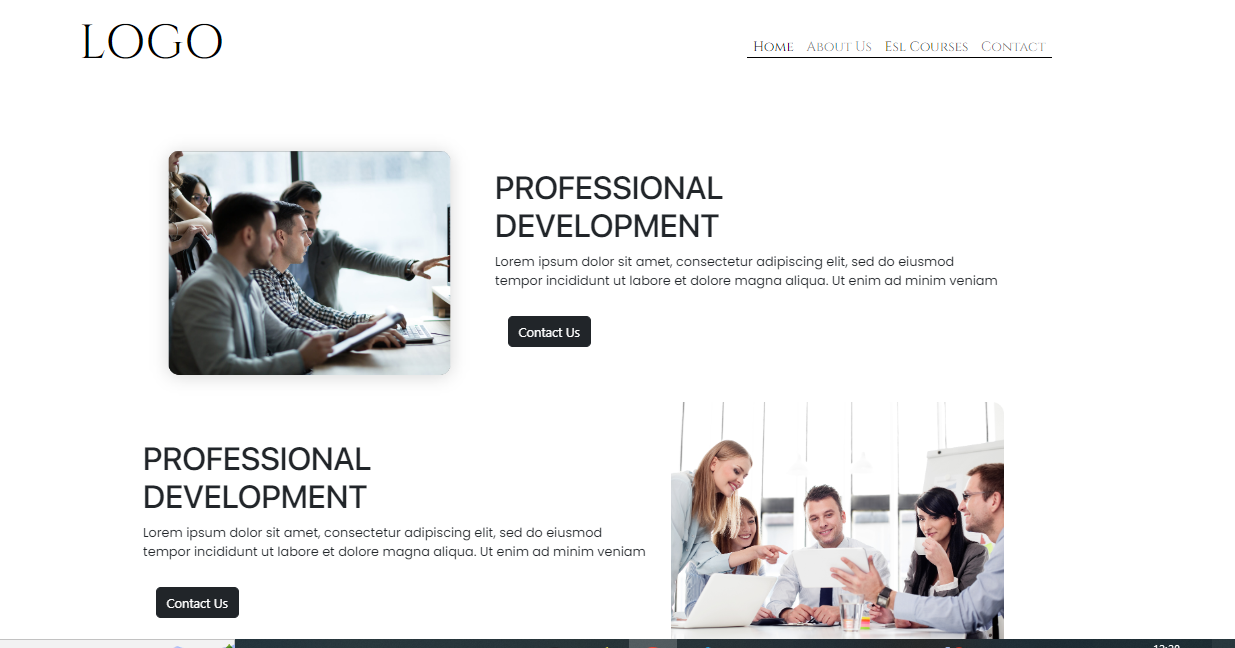 LOGO
Home About Us Esl Courses Contact
PROFESSIONAL
DEVELOPMENT
Lorem ipsum dolor sit amet, consectetur adipiscing elit, sed do eiusmod
tempor incididunt ut labore et dolore magna aliqua. Ut enim ad minim veniam
Contact Us
PROFESSIONAL
DEVELOPMENT
Lorem ipsum dolor sit amet, consectetur adipiscing elit, sed do eiusmod
tempor incididunt ut labore et dolore magna aliqua. Ut enim ad minim veniam
Contact Us